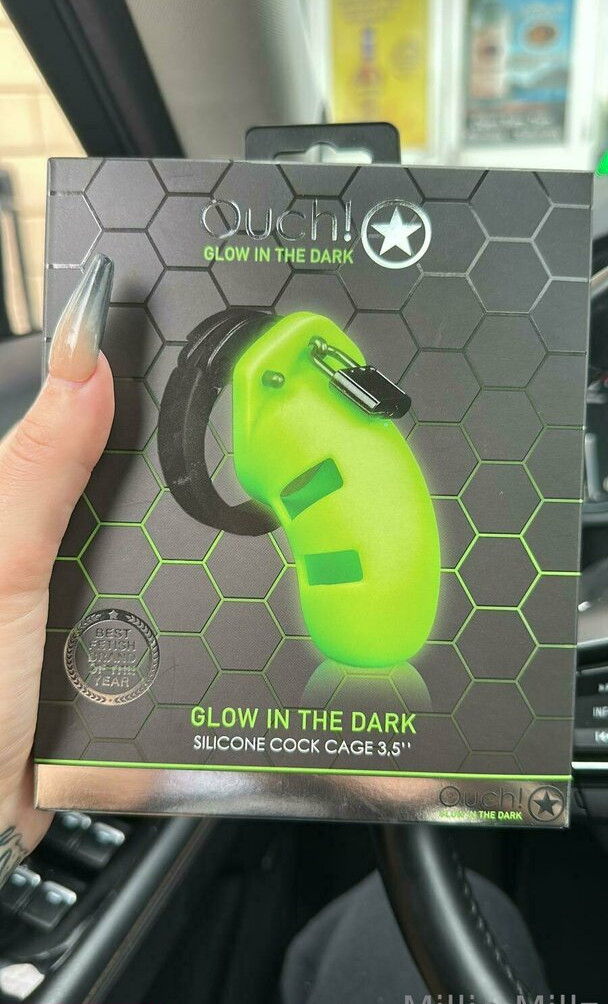 Ouch!
GLOW IN THE DARK
BEST
FETISH
BRAND
OF THE
YEAR
GLOW IN THE DARK
SILICONE COCK CAGE 3,5''
Ouch!
GLOW IN THE DARK